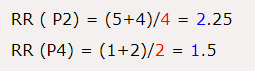 RR ( P2) = (5+4)/4 = 2.25
RR (P4) = (1+2)/2 = 1.5